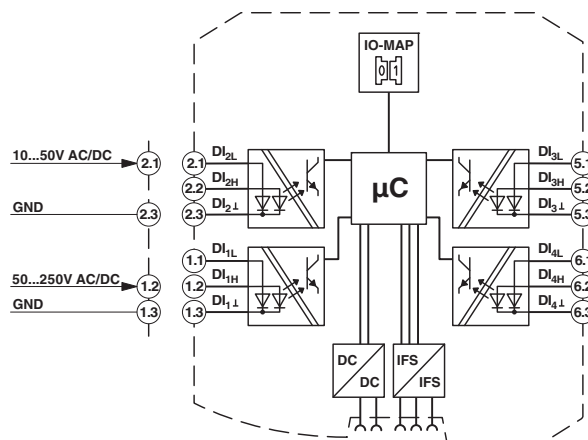 IO-MAP
0 1
10...50V AC/DC
2.1
2.1
DI2L
2.2
DI2H
GND
2.3
2.3
DI2⊥
µC
DI3L
5.1
DI3H
5.2
DI3⊥
5.3
1.1
DI1L
50...250V AC/DC
1.2
1.2
DI1H
GND
1.3
1.3
DI1⊥
DI4L
6.1
DI4H
6.2
DI4⊥
6.3
DC
DC
IFS
IFS